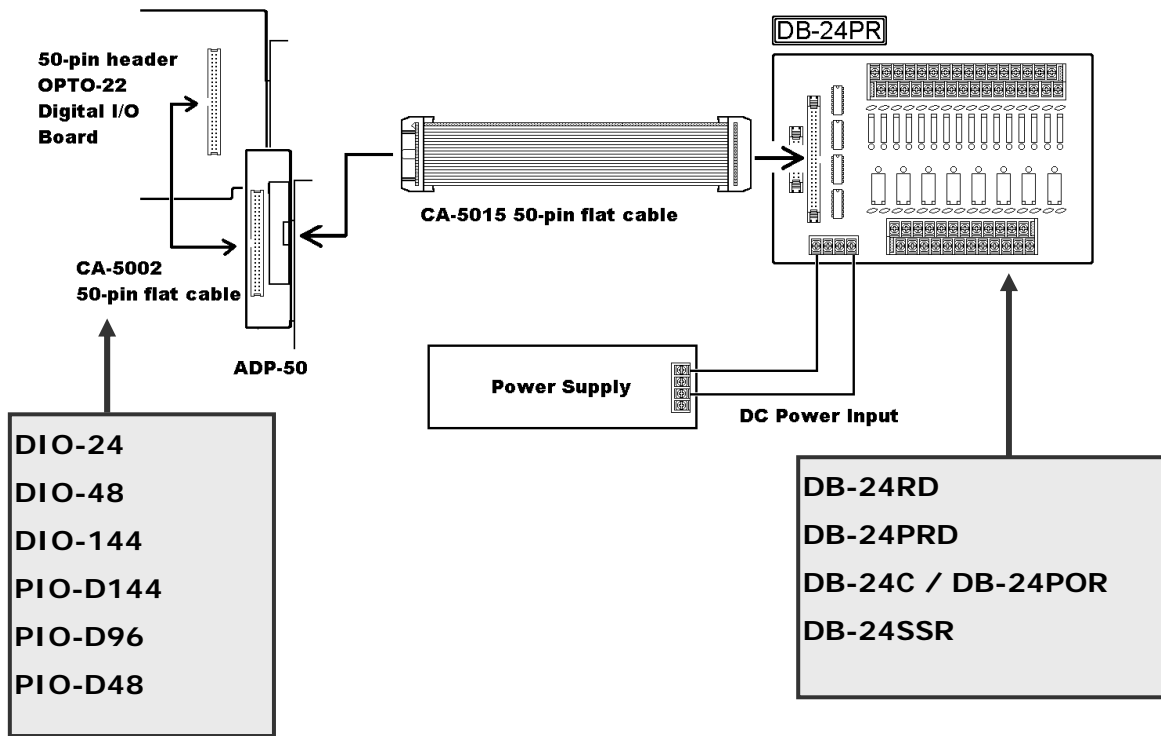 50-pin header
OPTO-22
Digital I/O
Board
DB-24PR
CA-5015 50-pin flat cable
CA-5002
50-pin flat cable
ADP-50
Power Supply
DC Power Input
DIO-24
DIO-48
DIO-144
PIO-D144
PIO-D96
PIO-D48
DB-24RD
DB-24PRD
DB-24C / DB-24POR
DB-24SSR